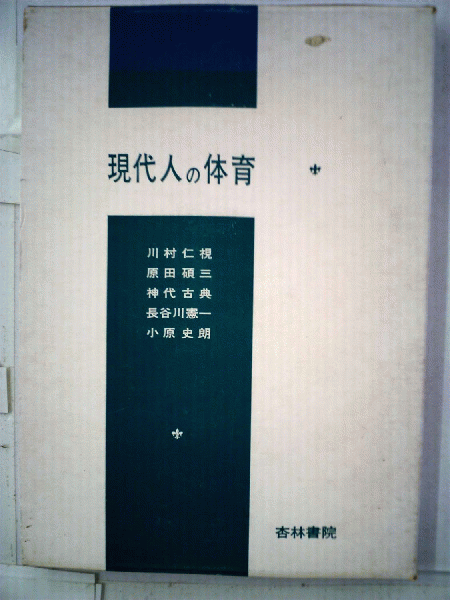 現代人の体育
川村仁視
原田碩三
神代古典
長谷川憲一
小原史朗
杏林書院